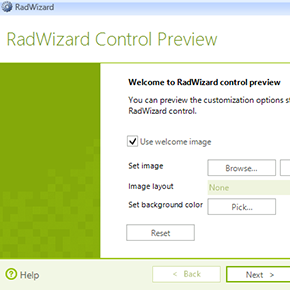 RadWizard
RadWizard Control Preview
Welcome to RadWizard control preview
You can preview the customization options
RadWizard control.
Use welcome image
Set image
Browse...
Image layout
None
Set background color
Pick...
Reset
Help
< Back
Next >